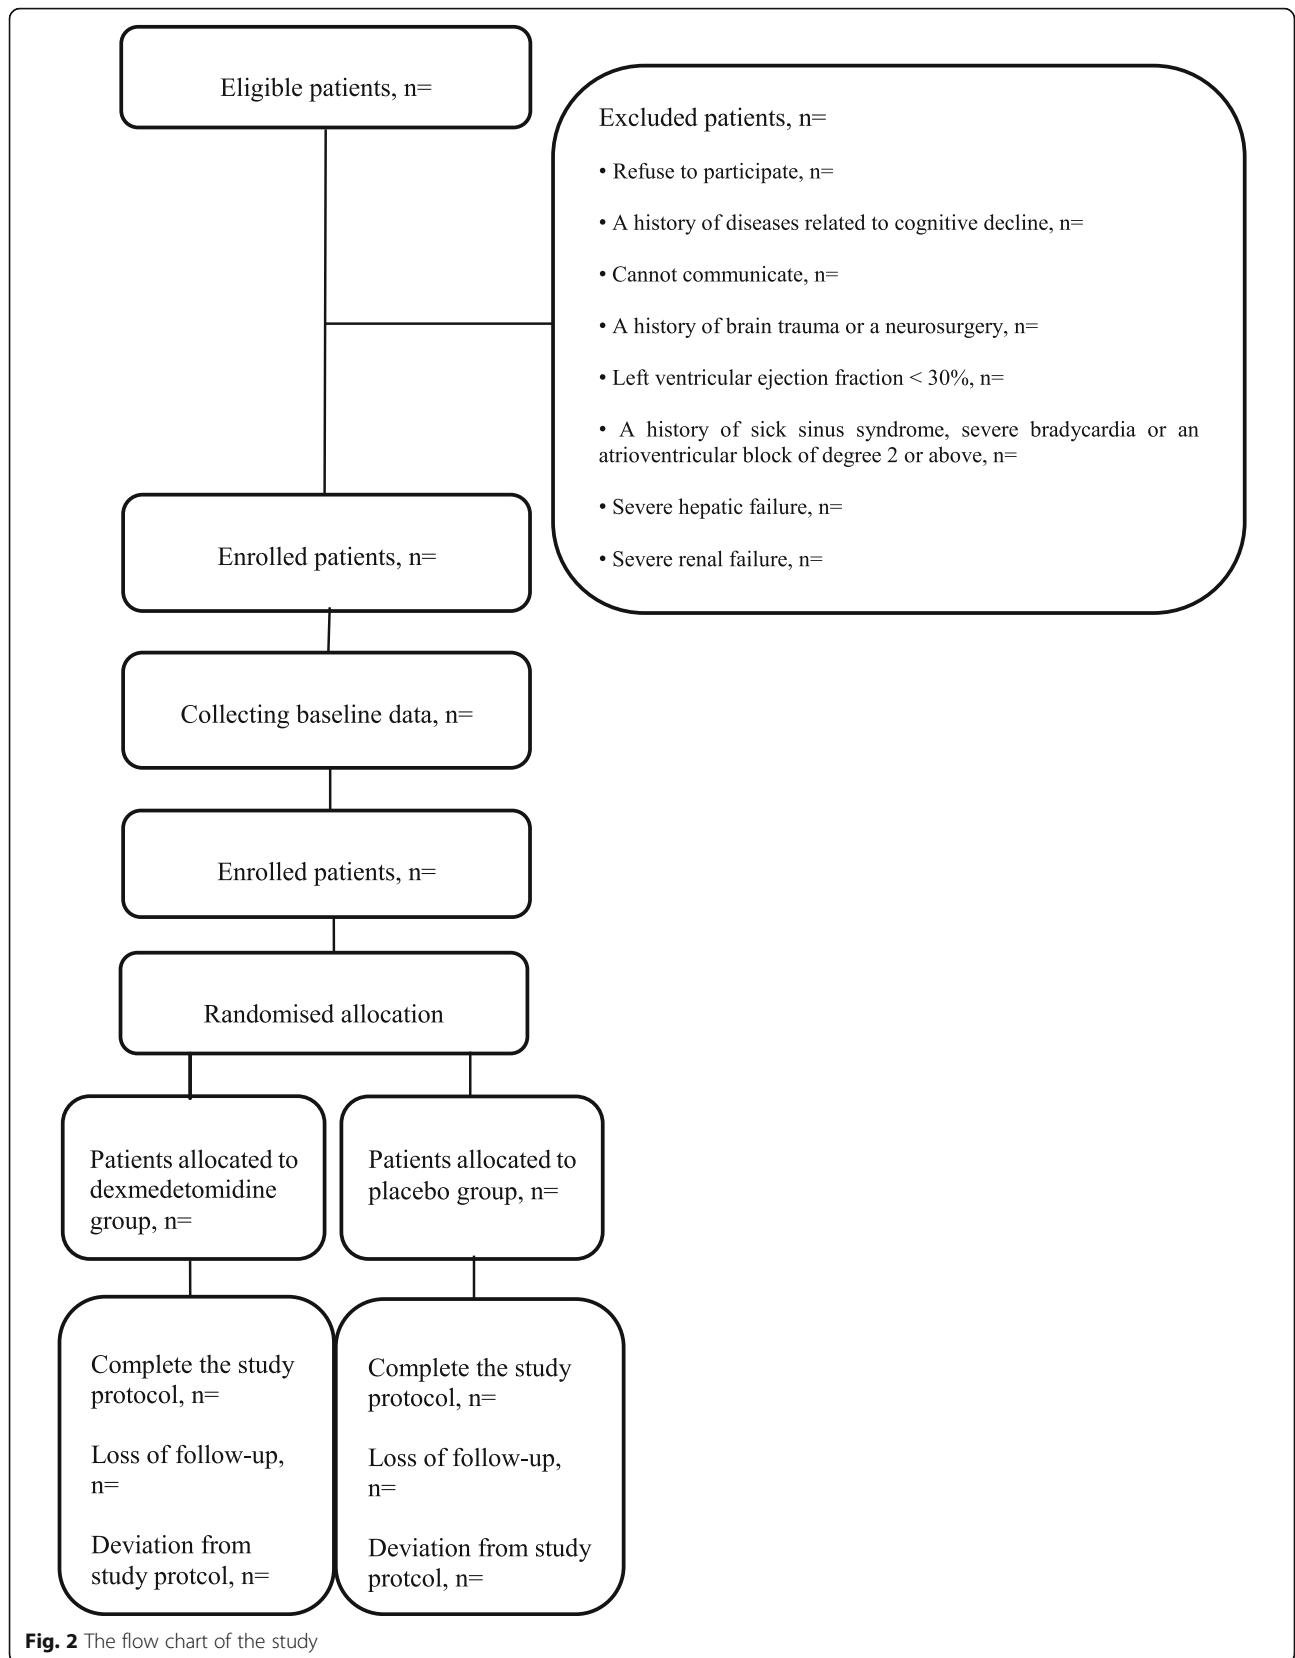 Eligible patients, n=
Excluded patients, n=
• Refuse to participate, n=
• A history of diseases related to cognitive decline, n=
• Cannot communicate, n=
• A history of brain trauma or a neurosurgery, n=
• Left ventricular ejection fraction < 30%, n=
• A history of sick sinus syndrome, severe bradycardia or an
atrioventricular block of degree 2 or above, n=
• Severe hepatic failure, n=
• Severe renal failure, n=
Enrolled patients, n=
Collecting baseline data, n=
Enrolled patients, n=
Randomised allocation
Patients allocated to
dexmedetomidine
group, n=
Patients allocated to
placebo group, n=
Complete the study
protocol, n=
Loss of follow-up,
n=
Deviation from
study protcol, n=
Complete the study
protocol, n=
Loss of follow-up,
n=
Deviation from study
protcol, n=
Fig. 2 The flow chart of the study